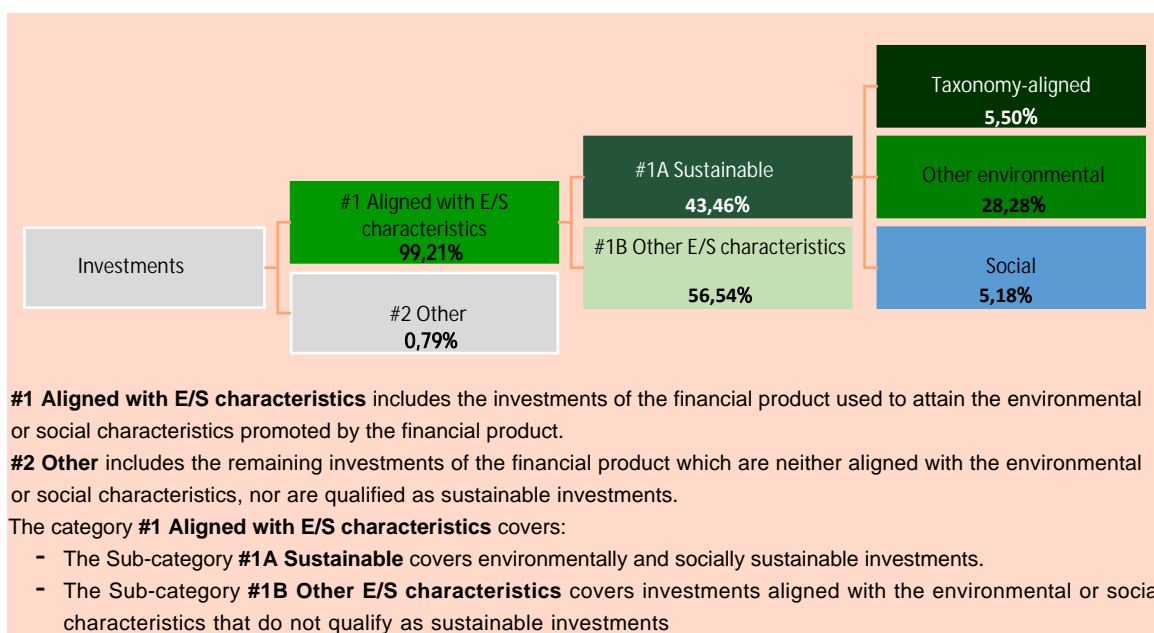 Taxonomy-aligned
5,50%
#1A Sustainable
43,46%
Other environmental
28,28%
#1 Aligned with E/S
characteristics
99,21%
#1B Other E/S characteristics
56,54%
Investments
Social
5,18%
#2 Other
0,79%
#1 Aligned with E/S characteristics includes the investments of the financial product used to attain the environmental
or social characteristics promoted by the financial product.
#2 Other includes the remaining investments of the financial product which are neither aligned with the environmental
or social characteristics, nor are qualified as sustainable investments.
The category #1 Aligned with E/S characteristics covers:
- The Sub-category #1A Sustainable covers environmentally and socially sustainable investments.
- The Sub-category #1B Other E/S characteristics covers investments aligned with the environmental or socia
characteristics that do not qualify as sustainable investments